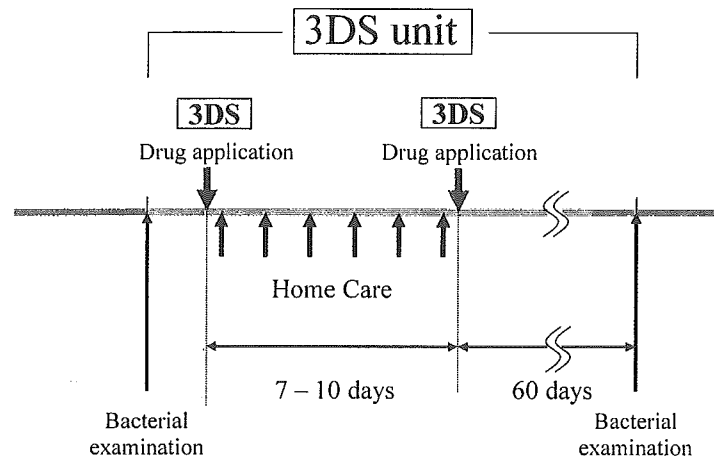 3DS unit
3DS
Drug application
3DS
Drug application
Home Care
7 – 10 days
60 days
Bacterial
examination
Bacterial
examination